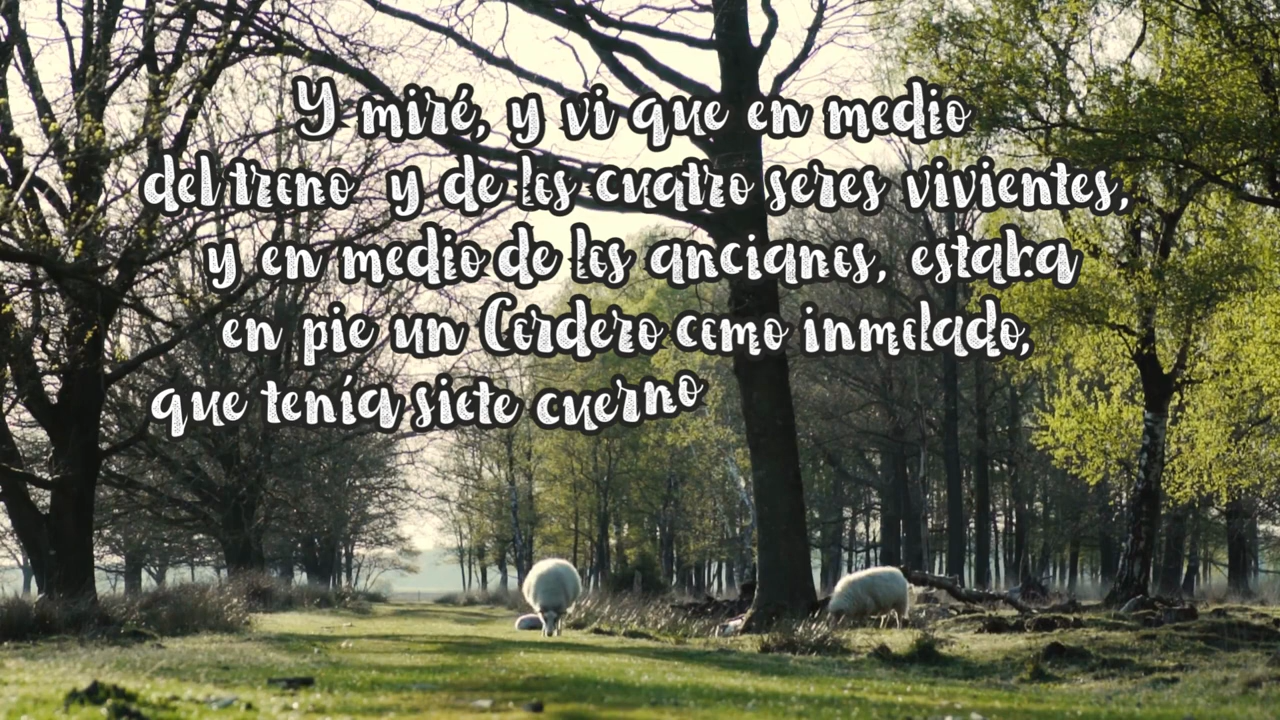 Y miré, y vi que en medio
del trono y de los cuatro seres vivientes,
y en medio de los ancianos, estaba
en pie un Cordero como inmolado,
que tenía siete cuerno